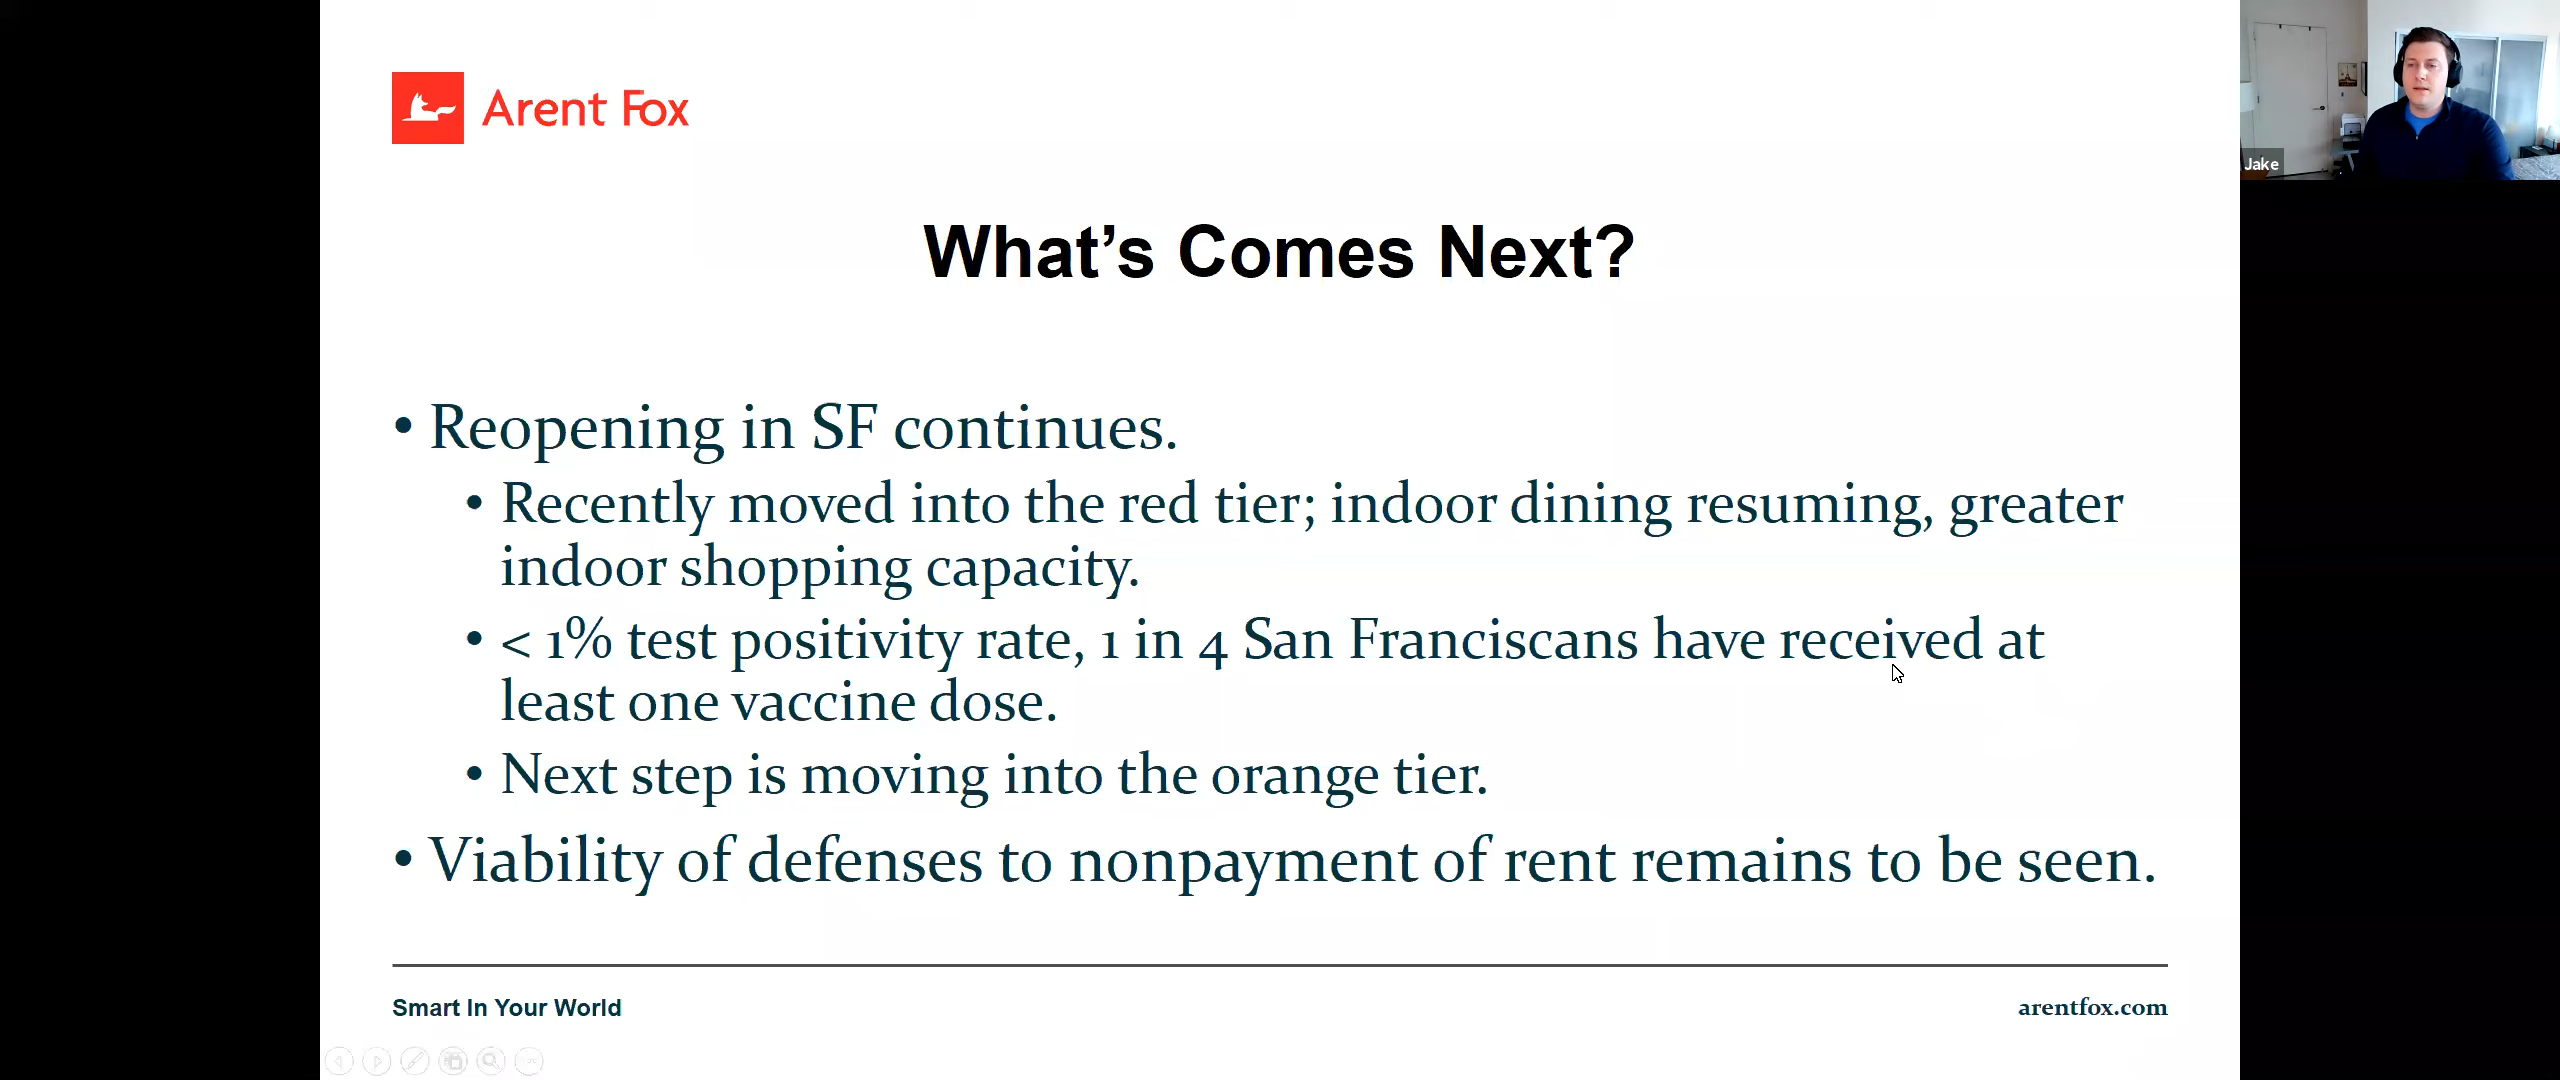 Arent Fox
Jake
What's Comes Next?
• Reopening in SF continues.
• Recently moved into the red tier; indoor dining resuming, greater
indoor shopping capacity.
• < 1% test positivity rate, 1 in 4 San Franciscans have received at
least one vaccine dose.
• Next step is moving into the orange tier.
• Viability of defenses to nonpayment of rent remains to be seen.
Smart In Your World
arentfox.com